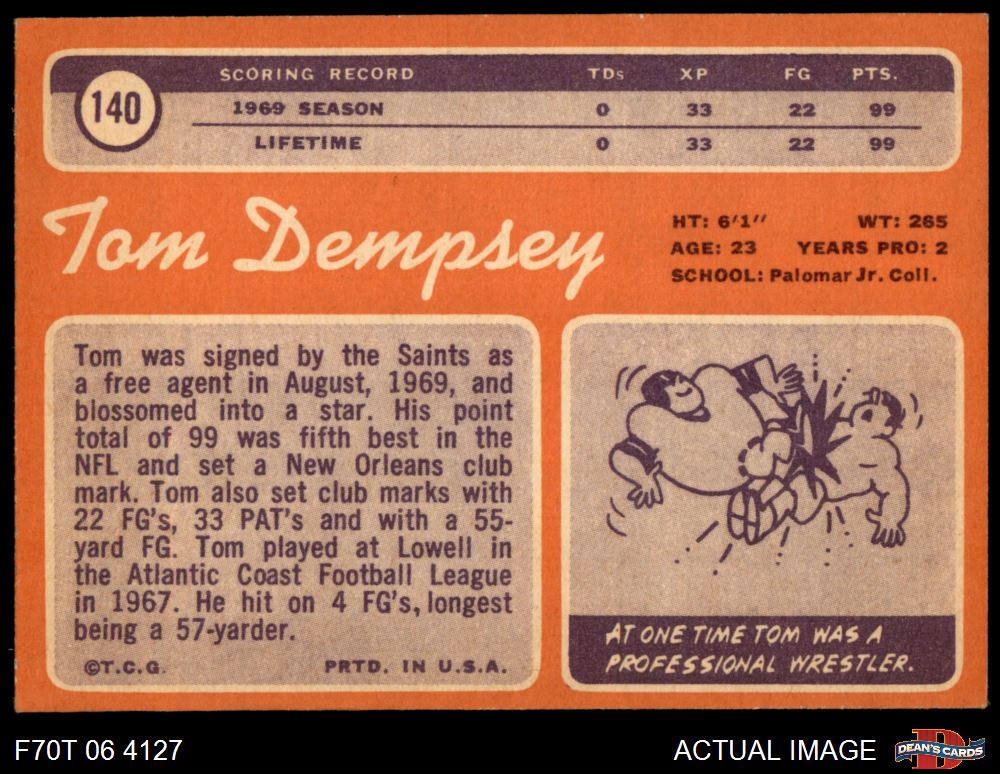 140
SCORING RECORD TDs XP FG PTS.
1969 SEASON 0 33 22 99
LIFETIME 0 33 22 99
Tom Dempsey
HT: 6'1" WT: 265
AGE: 23 YEARS PRO: 2
SCHOOL: Palomar Jr. Coll.
Tom was signed by the Saints as
a free agent in August, 1969, and
blossomed into a star. His point
total of 99 was fifth best in the
NFL and set a New Orleans club
mark. Tom also set club marks with
22 FG's, 33 PAT's and with a 55-
yard FG. Tom played at Lowell in
the Atlantic Coast Football League
in 1967. He hit on 4 FG's, longest
being a 57-yarder.
©T.C.G. PRTD. IN U.S.A.
AT ONE TIME TOM WAS A
PROFESSIONAL WRESTLER.
F70T 06 4127
ACTUAL IMAGE
D
DEAN'S CARDS